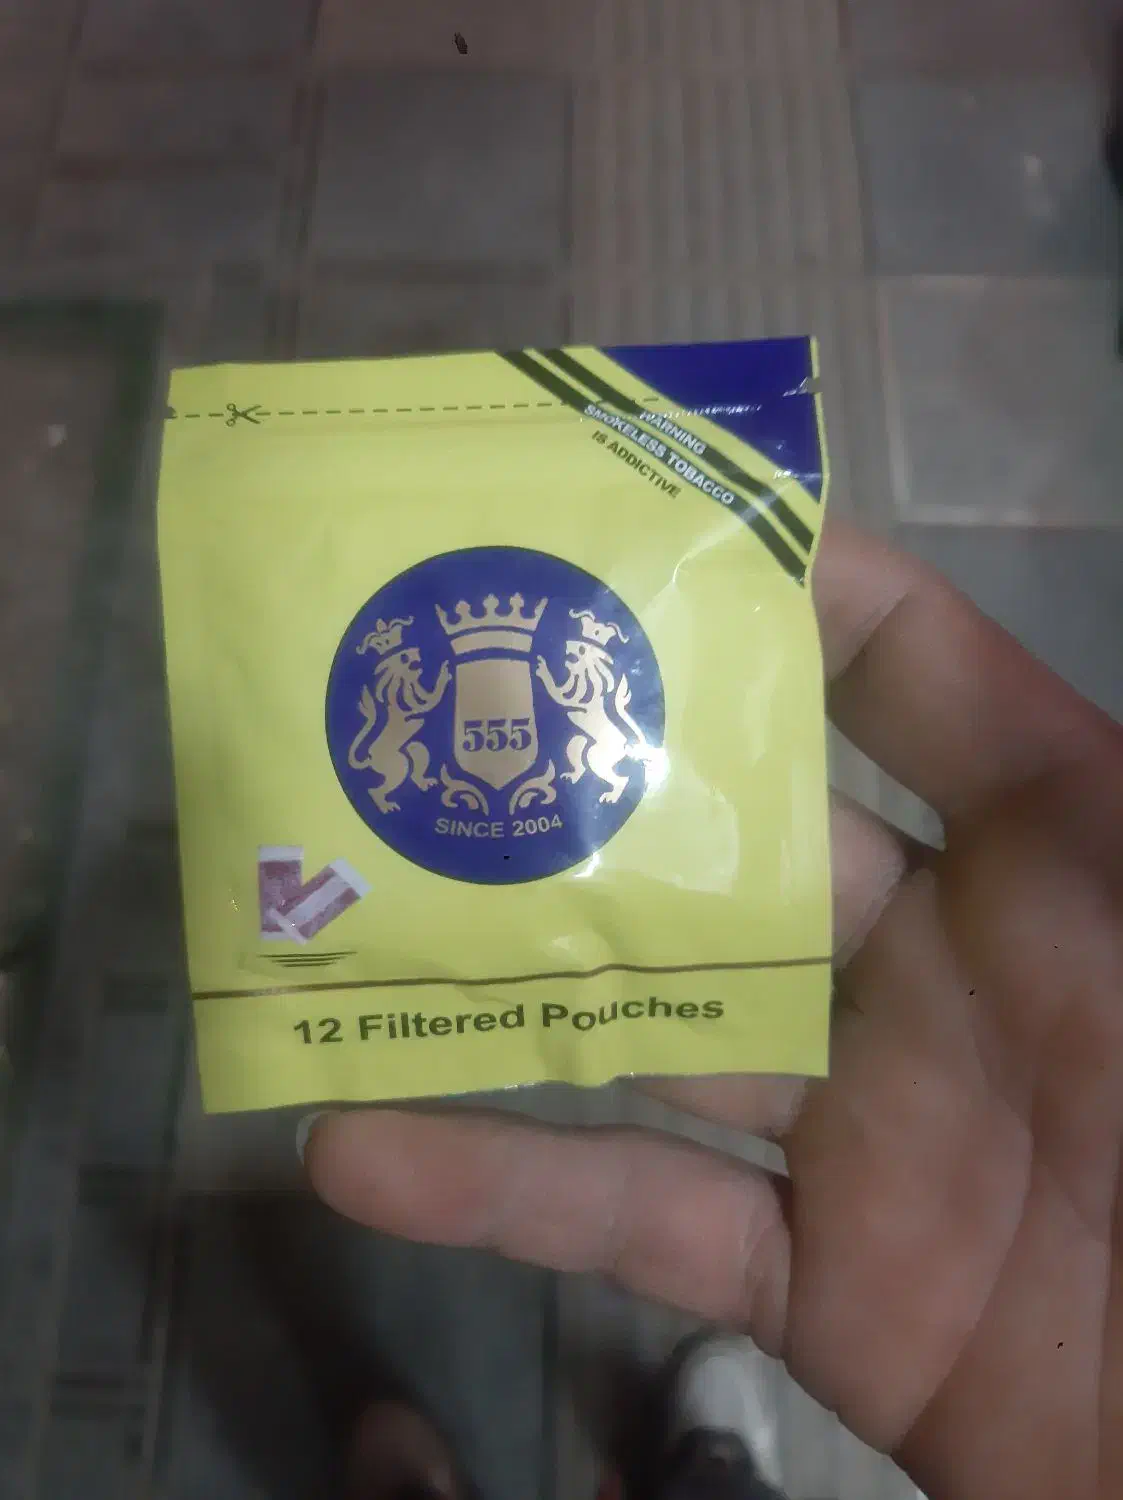 WARNING
SMOKELESS TOBACCO
IS ADDICTIVE
555
SINCE 2004
12 Filtered Pouches